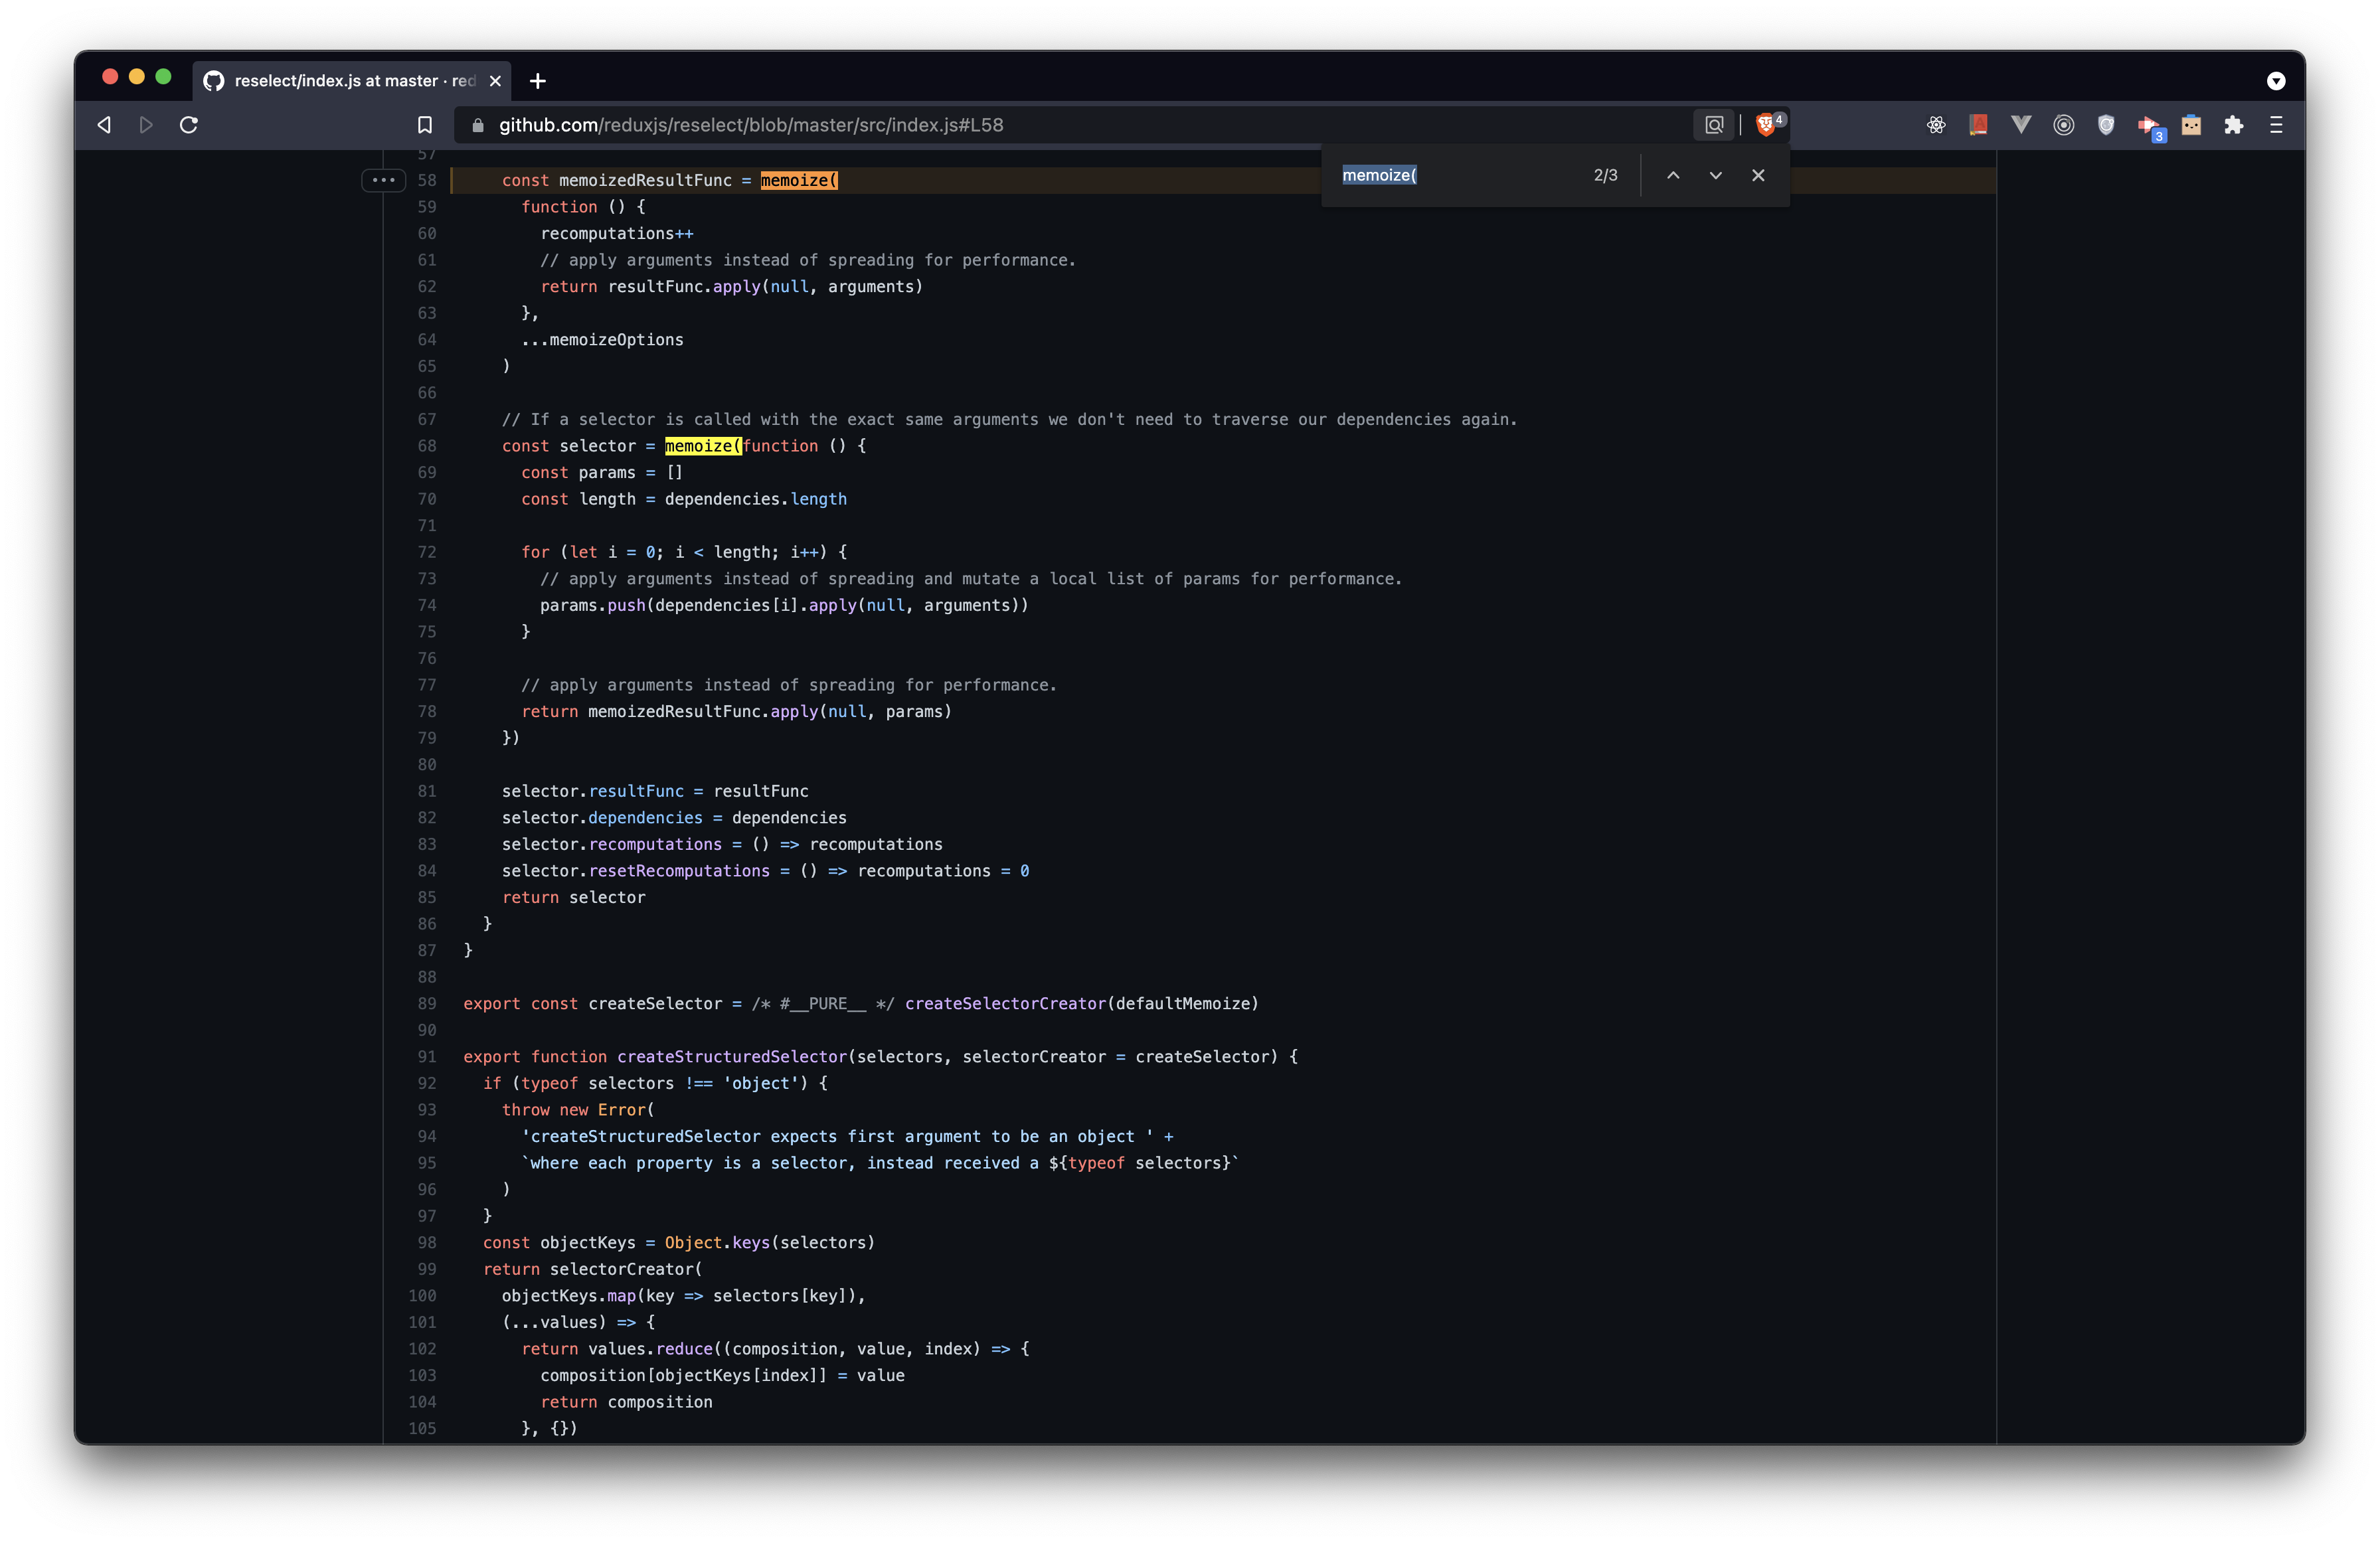 reselect/index.js at master · red
github.com/reduxjs/reselect/blob/master/src/index.js#L58
4
3
memoize(
2/3
57
58 const memoizedResultFunc = memoize(
59 function () {
60 recomputations++
61 // apply arguments instead of spreading for performance.
62 return resultFunc.apply(null, arguments)
63 },
64 ...memoizeOptions
65 )
66
67 // If a selector is called with the exact same arguments we don't need to traverse our dependencies again.
68 const selector = memoize(function () {
69 const params = []
70 const length = dependencies.length
71
72 for (let i = 0; i < length; i++) {
73 // apply arguments instead of spreading and mutate a local list of params for performance.
74 params.push(dependencies[i].apply(null, arguments))
75 }
76
77 // apply arguments instead of spreading for performance.
78 return memoizedResultFunc.apply(null, params)
79 })
80
81 selector.resultFunc = resultFunc
82 selector.dependencies = dependencies
83 selector.recomputations = () => recomputations
84 selector.resetRecomputations = () => recomputations = 0
85 return selector
86 }
87 }
88
89 export const createSelector = /* #__PURE__ */ createSelectorCreator(defaultMemoize)
90
91 export function createStructuredSelector(selectors, selectorCreator = createSelector) {
92 if (typeof selectors !== 'object') {
93 throw new Error(
94 'createStructuredSelector expects first argument to be an object ' +
95 `where each property is a selector, instead received a ${typeof selectors}`
96 )
97 }
98 const objectKeys = Object.keys(selectors)
99 return selectorCreator(
100 objectKeys.map(key => selectors[key]),
101 (...values) => {
102 return values.reduce((composition, value, index) => {
103 composition[objectKeys[index]] = value
104 return composition
105 }, {})